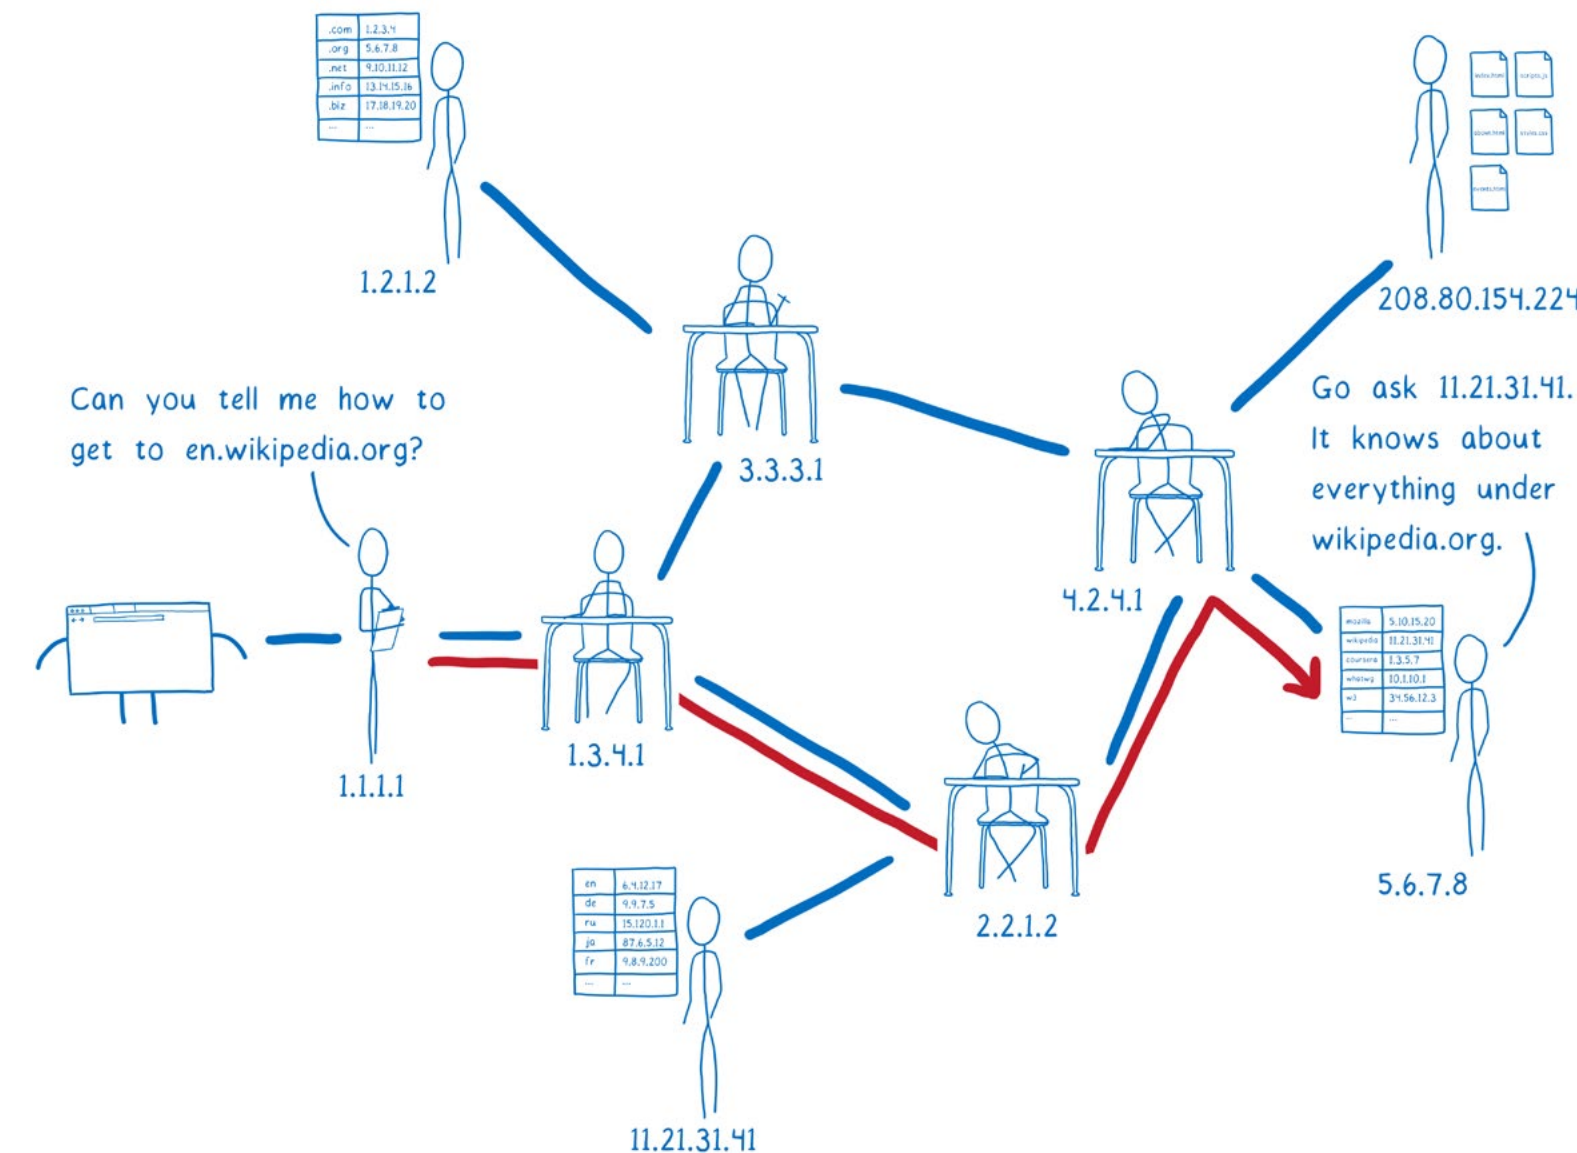 .com 1.2.3.4
.org 5.6.7.8
.net 9.10.11.12
.info 13.14.15.16
.biz 17.18.19.20
... ...
1.2.1.2
index.html scripts.js
styles.css
208.80.154.224
3.3.3.1
Can you tell me how to
get to en.wikipedia.org?
Go ask 11.21.31.41.
It knows about
everything under
wikipedia.org.
4.2.4.1
mozilla 5.10.15.20
wikipedia 11.21.31.41
coursera 1.3.5.7
whatwg 10.1.10.1
w3 34.56.12.3
... ...
1.3.4.1
1.1.1.1
5.6.7.8
2.2.1.2
en 6.4.12.17
de 9.9.7.5
ru 15.120.1.1
ja 87.6.5.12
fr 9.8.9.200
... ...
11.21.31.41